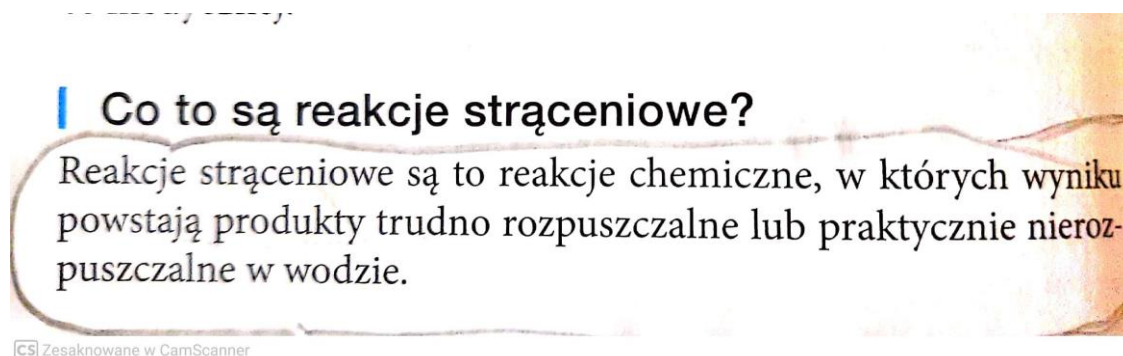 Co to są reakcje strąceniowe?
Reakcje strąceniowe są to reakcje chemiczne, w których wyniku
powstają produkty trudno rozpuszczalne lub praktycznie nieroz-
puszczalne w wodzie.
CS Zesaknowane w CamScanner